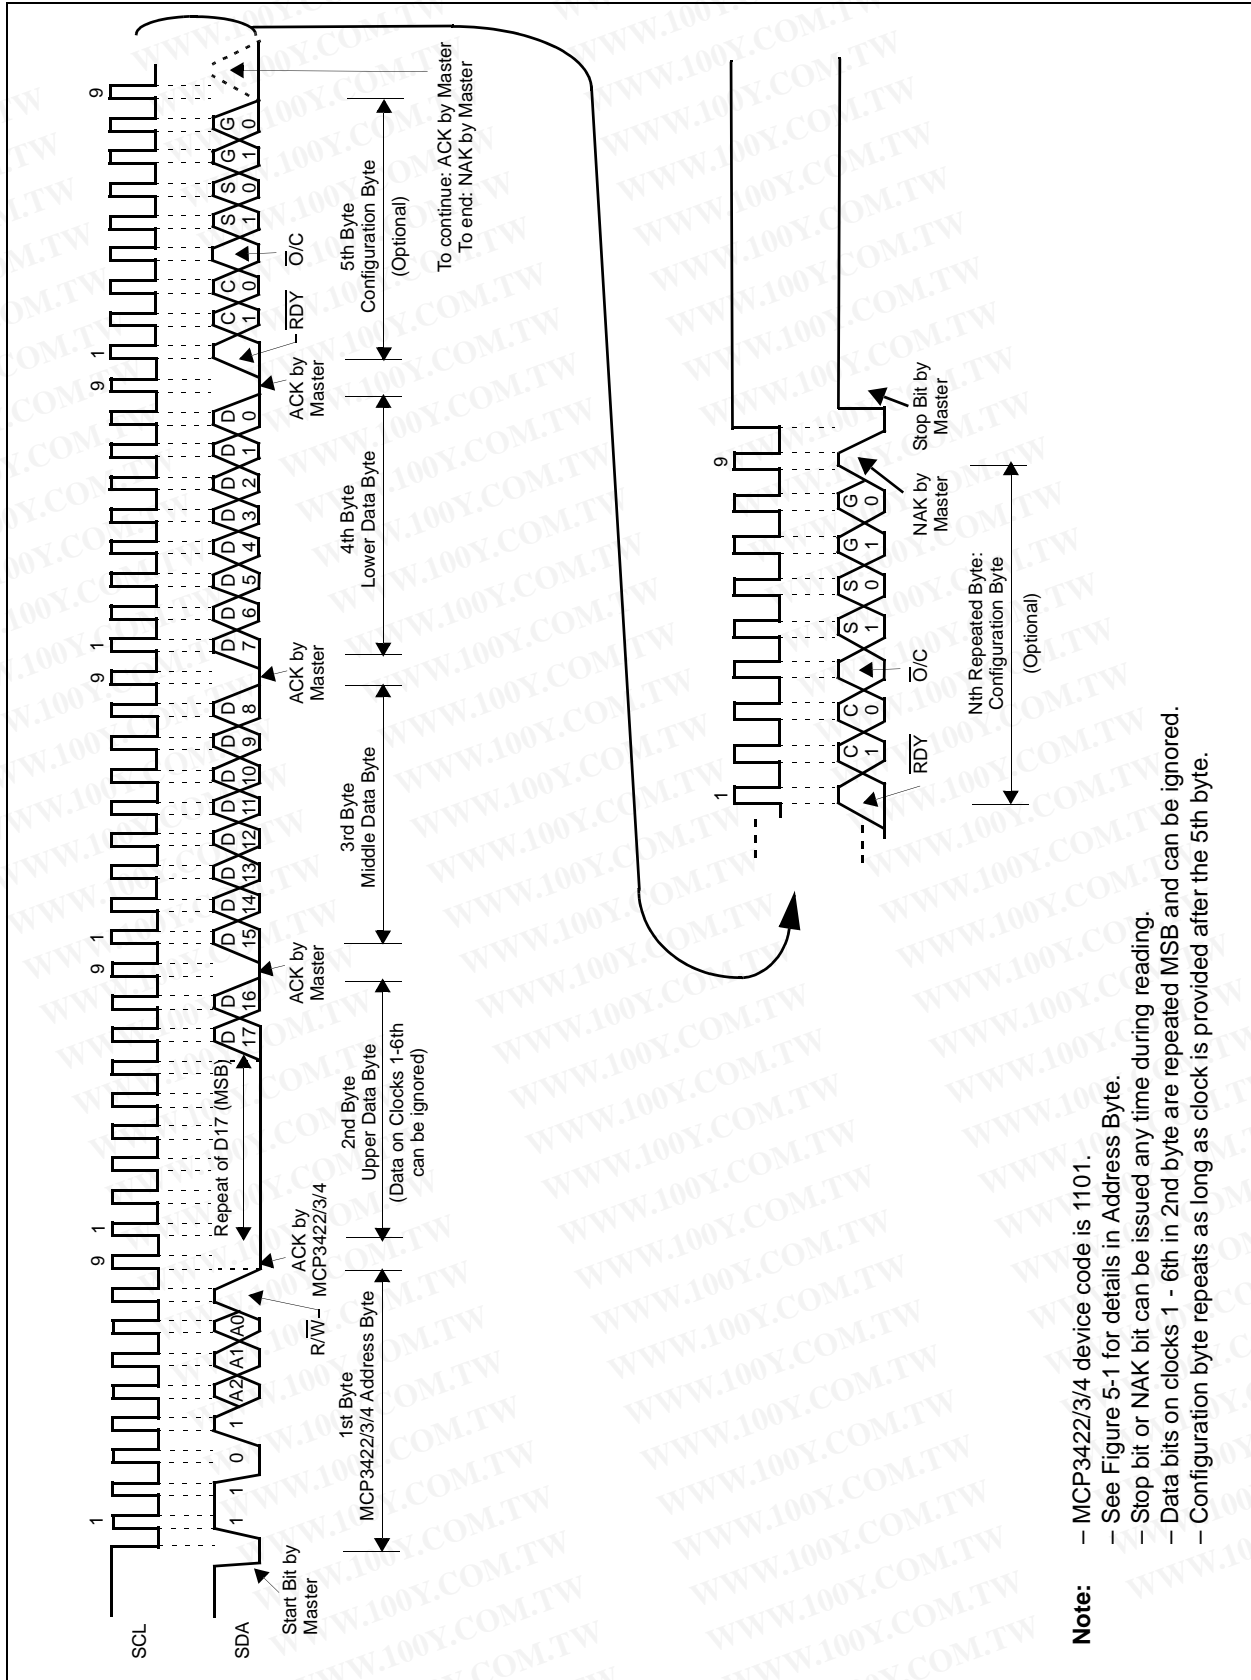 SCL
1
9
1
9
1
9
1
9
1
9
SDA
1
1
0
1
A2
A1
A0
Repeat of D17 (MSB)
D 17
D 16
D 15
D 14
D 13
D 12
D 11
D 10
D 9
D 8
D 7
D 6
D 5
D 4
D 3
D 2
D 1
D 0
C 1
C 0
S 1
S 0
G 1
G 0
Start Bit by
Master
R/W
ACK by
MCP3422/3/4
ACK by
Master
ACK by
Master
ACK by
Master
RDY
O/C
1st Byte
MCP3422/3/4 Address Byte
2nd Byte
Upper Data Byte
(Data on Clocks 1-6th
can be ignored)
3rd Byte
Middle Data Byte
4th Byte
Lower Data Byte
5th Byte
Configuration Byte
(Optional)
To continue: ACK by Master
To end: NAK by Master
1
9
C 1
C 0
S 1
S 0
G 1
G 0
RDY
O/C
NAK by
Master
Stop Bit by
Master
Nth Repeated Byte:
Configuration Byte
(Optional)
Note:
– MCP3422/3/4 device code is 1101.
– See Figure 5-1 for details in Address Byte.
– Stop bit or NAK bit can be issued any time during reading.
– Data bits on clocks 1 - 6th in 2nd byte are repeated MSB and can be ignored.
– Configuration byte repeats as long as clock is provided after the 5th byte.
WWW.100Y.COM.TW